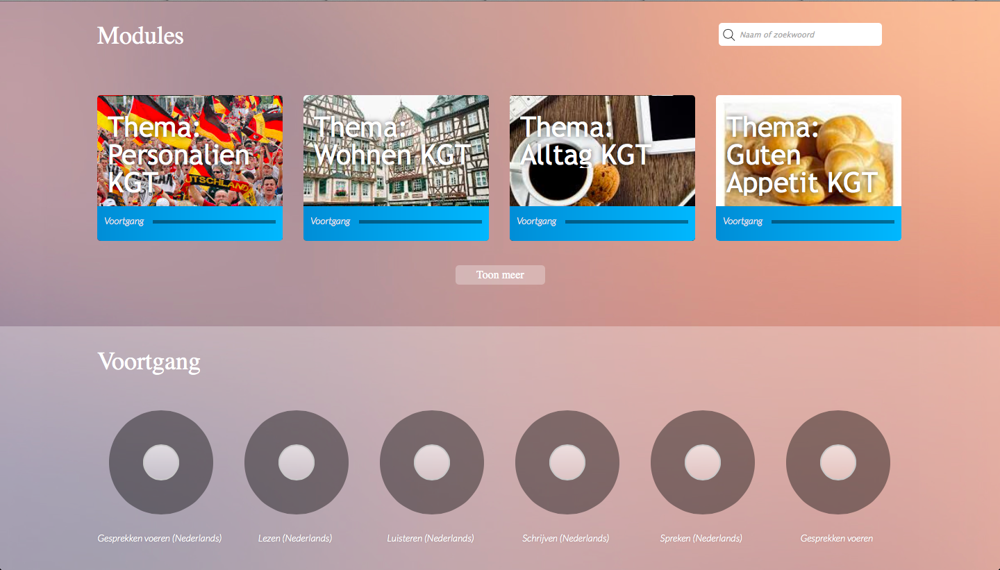 Modules
Naam of zoekwoord
Thema:
Personalien
KGT
UTSCHLAND
Voortgang
Thema:
Wohnen KGT
Voortgang
Thema:
Alltag KGT
Voortgang
Thema:
Guten
Appetit KGT
Voortgang
Toon meer
Voortgang
Gesprekken voeren (Nederlands)
Lezen (Nederlands)
Luisteren (Nederlands)
Schrijven (Nederlands)
Spreken (Nederlands)
Gesprekken voeren